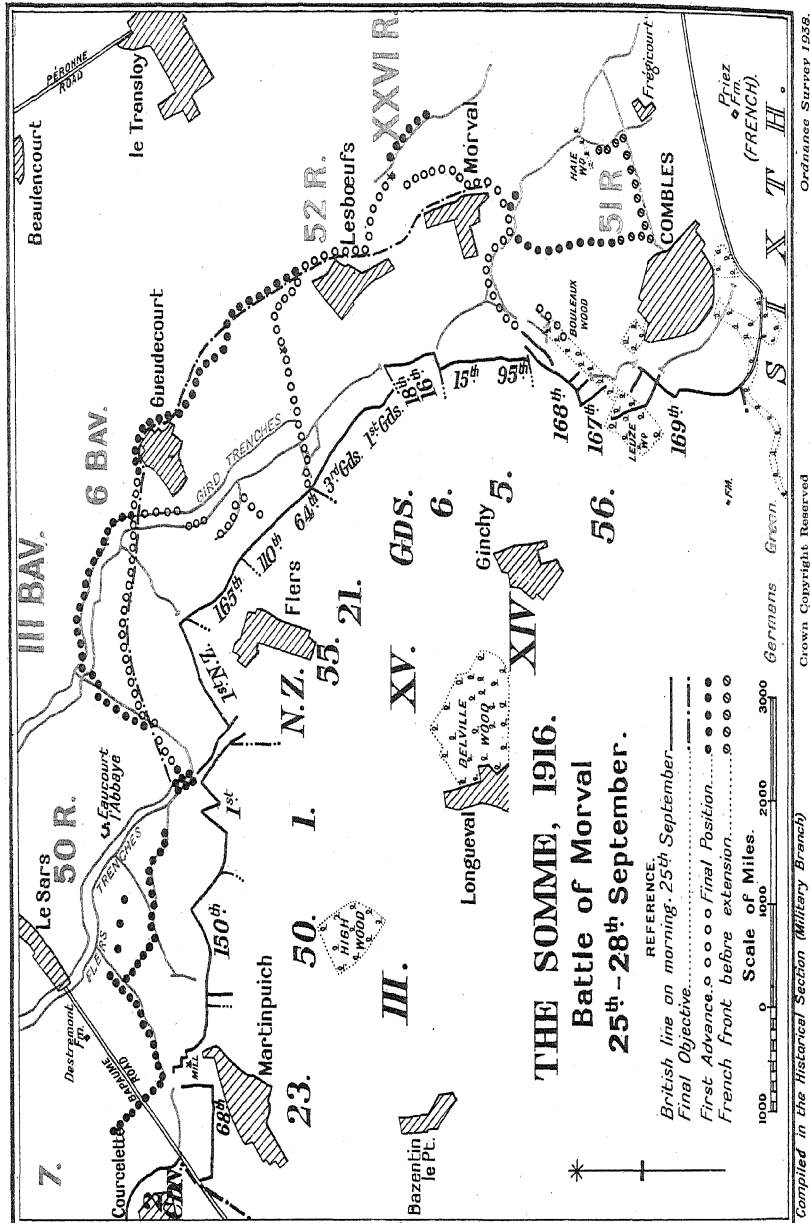 Beaulencourt
PÉRONNE
ROAD
le Transloy
III BAV.
6 BAV.
52 R.
XXVI R.
Le Sars
50 R.
Eaucourt
l'Abbaye
Gueudecourt
Lesbœufs
Morval
Frégicourt
7.
Destremont
Fm.
BAPAUME
ROAD
FLERS
TRENCHES
GIRD TRENCHES
HAIE
WD
51 R
Priez
Fm.
(FRENCH).
Courcelette
CDN.
MILL
68th
150th
1st
1st N.Z.
165th
110th
64th
3rd Gds.
1st Gds.
18th
16th
15th
95th
BOULEAUX
WOOD
COMBLES
Martinpuich
23.
50.
1.
N.Z.
55.
Flers
21.
GDS.
6.
5.
56.
168th
167th
LEUZE
WD
169th
SIXTH.
HIGH
WOOD
III.
XV.
Ginchy
XIV
FM.
Bazentin
le Pt.
Longueval
DELVILLE
WOOD
THE SOMME, 1916.
Battle of Morval
25th–28th September.
REFERENCE.
British line on morning 25th September
Final Objective
First Advance
Final Position
French front before extension
Germans Green.
1000 0 1000 2000 3000
Scale of Miles.
Compiled in the Historical Section (Military Branch)
Crown Copyright Reserved
Ordnance Survey 1938.